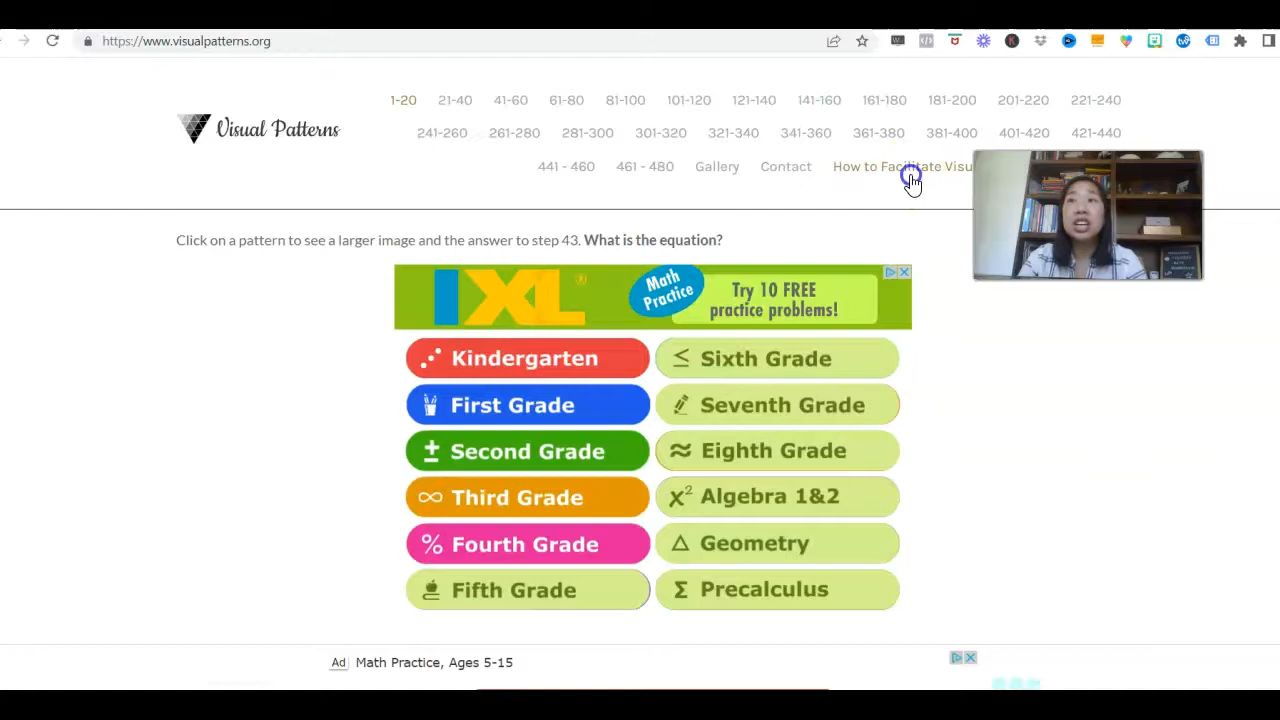 https://www.visualpatterns.org
1-20 21-40 41-60 61-80 81-100 101-120 121-140 141-160 161-180 181-200 201-220 221-240
Visual Patterns
241-260 261-280 281-300 301-320 321-340 341-360 361-380 381-400 401-420 421-440
441 - 460 461 - 480 Gallery Contact How to Facilitate Visu
Click on a pattern to see a larger image and the answer to step 43. What is the equation?
IXL ® Math Practice Try 10 FREE practice problems!
Kindergarten
Sixth Grade
First Grade
Seventh Grade
Second Grade
Eighth Grade
Third Grade
x² Algebra 1&2
Fourth Grade
Geometry
Fifth Grade
Σ Precalculus
Ad Math Practice, Ages 5-15